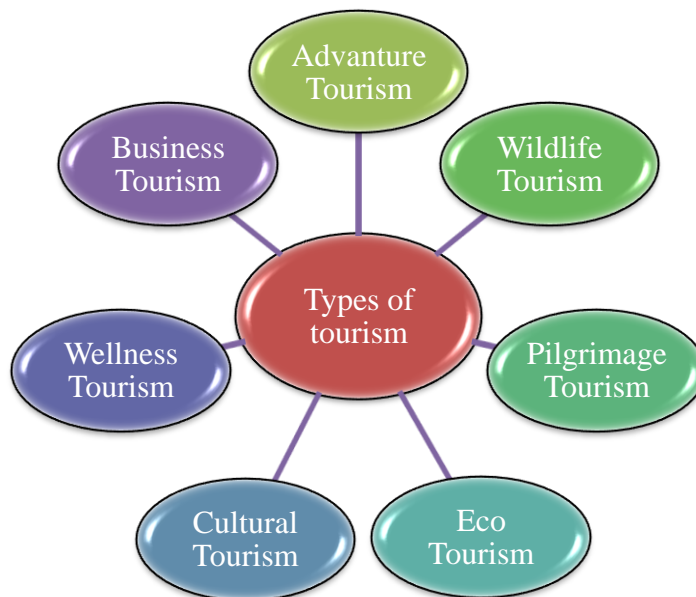 Advanture
Tourism
Business
Tourism
Wildlife
Tourism
Types of
tourism
Wellness
Tourism
Pilgrimage
Tourism
Cultural
Tourism
Eco
Tourism